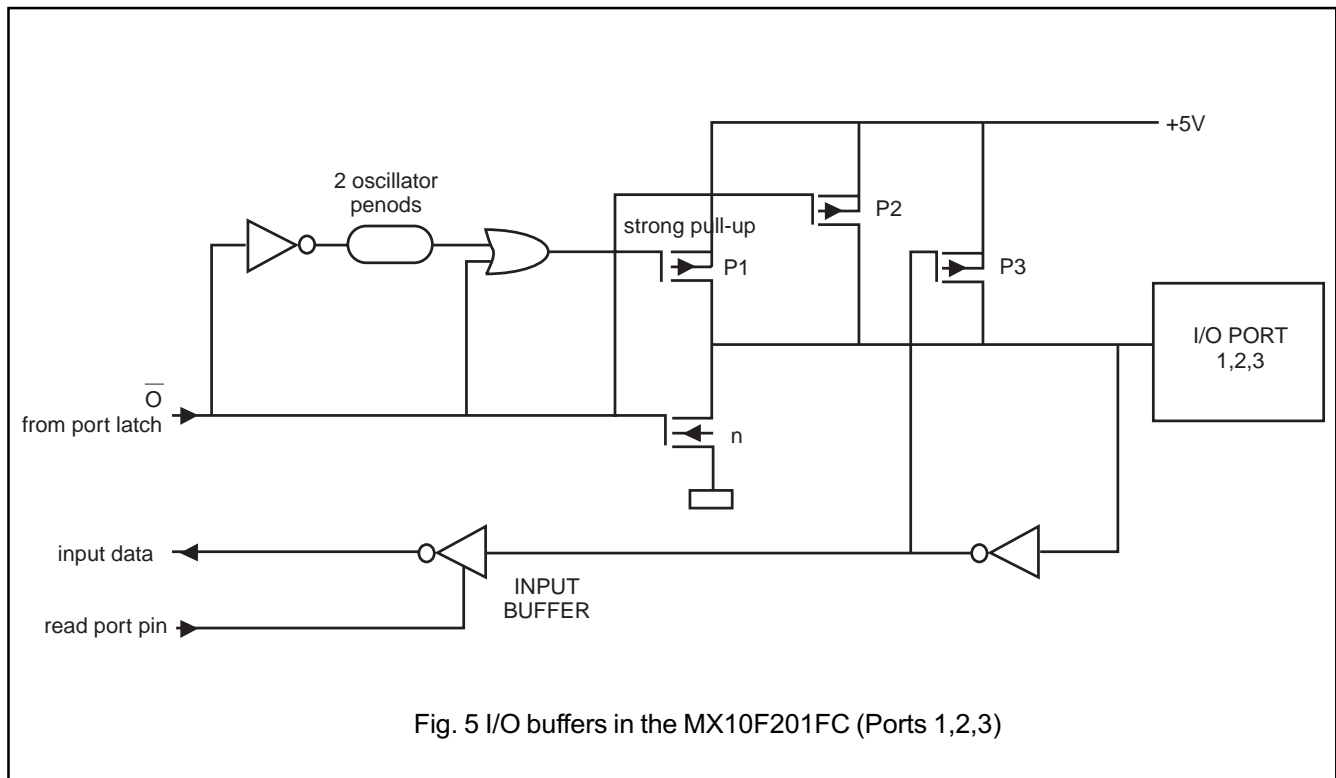 +5V
2 oscillator
penods
strong pull-up
P2
P1
P3
I/O PORT
1,2,3
O̅
from port latch
n
input data
INPUT
BUFFER
read port pin
Fig. 5 I/O buffers in the MX10F201FC (Ports 1,2,3)